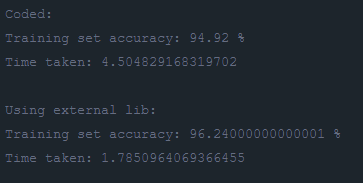 Coded:
Training set accuracy: 94.92 %
Time taken: 4.504829168319702
Using external lib:
Training set accuracy: 96.24000000000001 %
Time taken: 1.7850964069366455